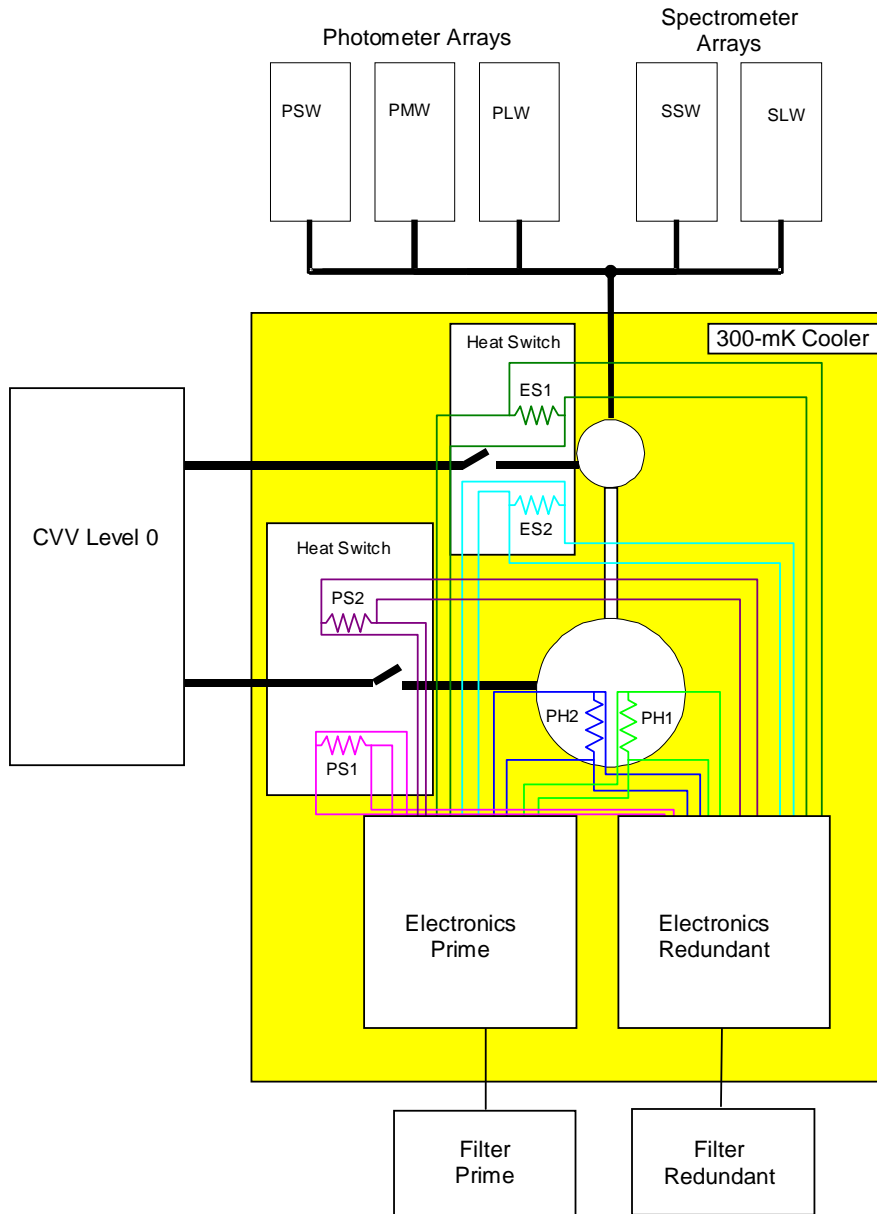 Photometer Arrays
Spectrometer
Arrays
PSW
PMW
PLW
SSW
SLW
300-mK Cooler
Heat Switch
ES1
CVV Level 0
ES2
Heat Switch
PS2
PH2
PH1
PS1
Electronics
Prime
Electronics
Redundant
Filter
Prime
Filter
Redundant